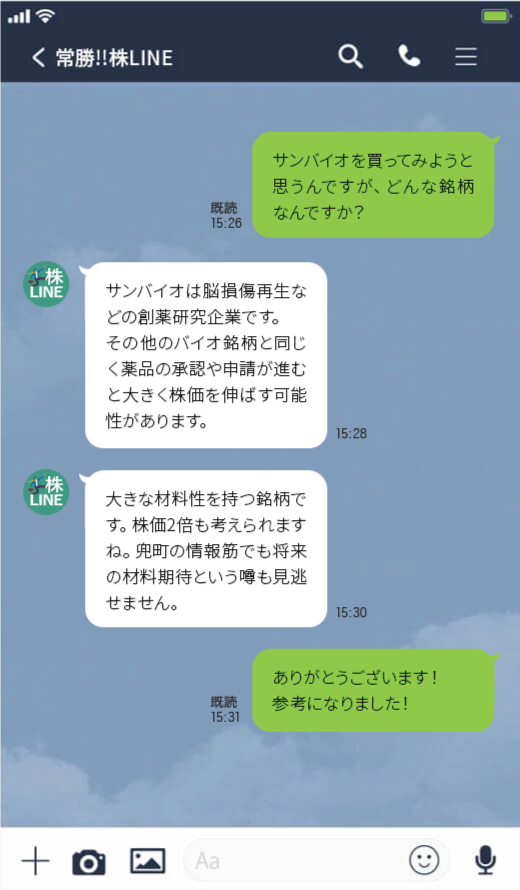 常勝!!株LINE
サンバイオを買ってみようと
思うんですが、どんな銘柄
なんですか?
既読
15:26
株
LINE
サンバイオは脳損傷再生な
どの創薬研究企業です。
その他のバイオ銘柄と同じ
く薬品の承認や申請が進む
と大きく株価を伸ばす可能
性があります。
15:28
株
LINE
大きな材料性を持つ銘柄で
す。株価2倍も考えられます
ね。兜町の情報筋でも将来
の材料期待という噂も見逃
せません。
15:30
ありがとうございます!
参考になりました!
既読
15:31
Aa